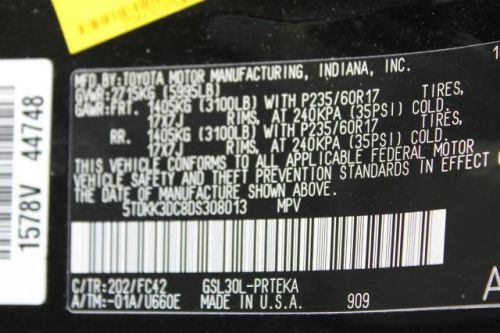 MFD. BY: TOYOTA MOTOR MANUFACTURING, INDIANA, INC.
GVWR: 2715KG (5995LB)
GAWR: FRT. 1405KG (3100LB) WITH P235/60R17 TIRES,
17X7J RIMS, AT 240KPA (35PSI) COLD.
RR. 1405KG (3100LB) WITH P235/60R17 TIRES,
17X7J RIMS, AT 240KPA (35PSI) COLD.
THIS VEHICLE CONFORMS TO ALL APPLICABLE FEDERAL MOTOR
VEHICLE SAFETY AND THEFT PREVENTION STANDARDS IN EFFECT
ON THE DATE OF MANUFACTURE SHOWN ABOVE.
5TDKK3DC8DS308013 MPV
C/TR: 202/FC42 GSL30L-PRTEKA
A/TM: -01A/U660E MADE IN U.S.A. 909
1578V 44748